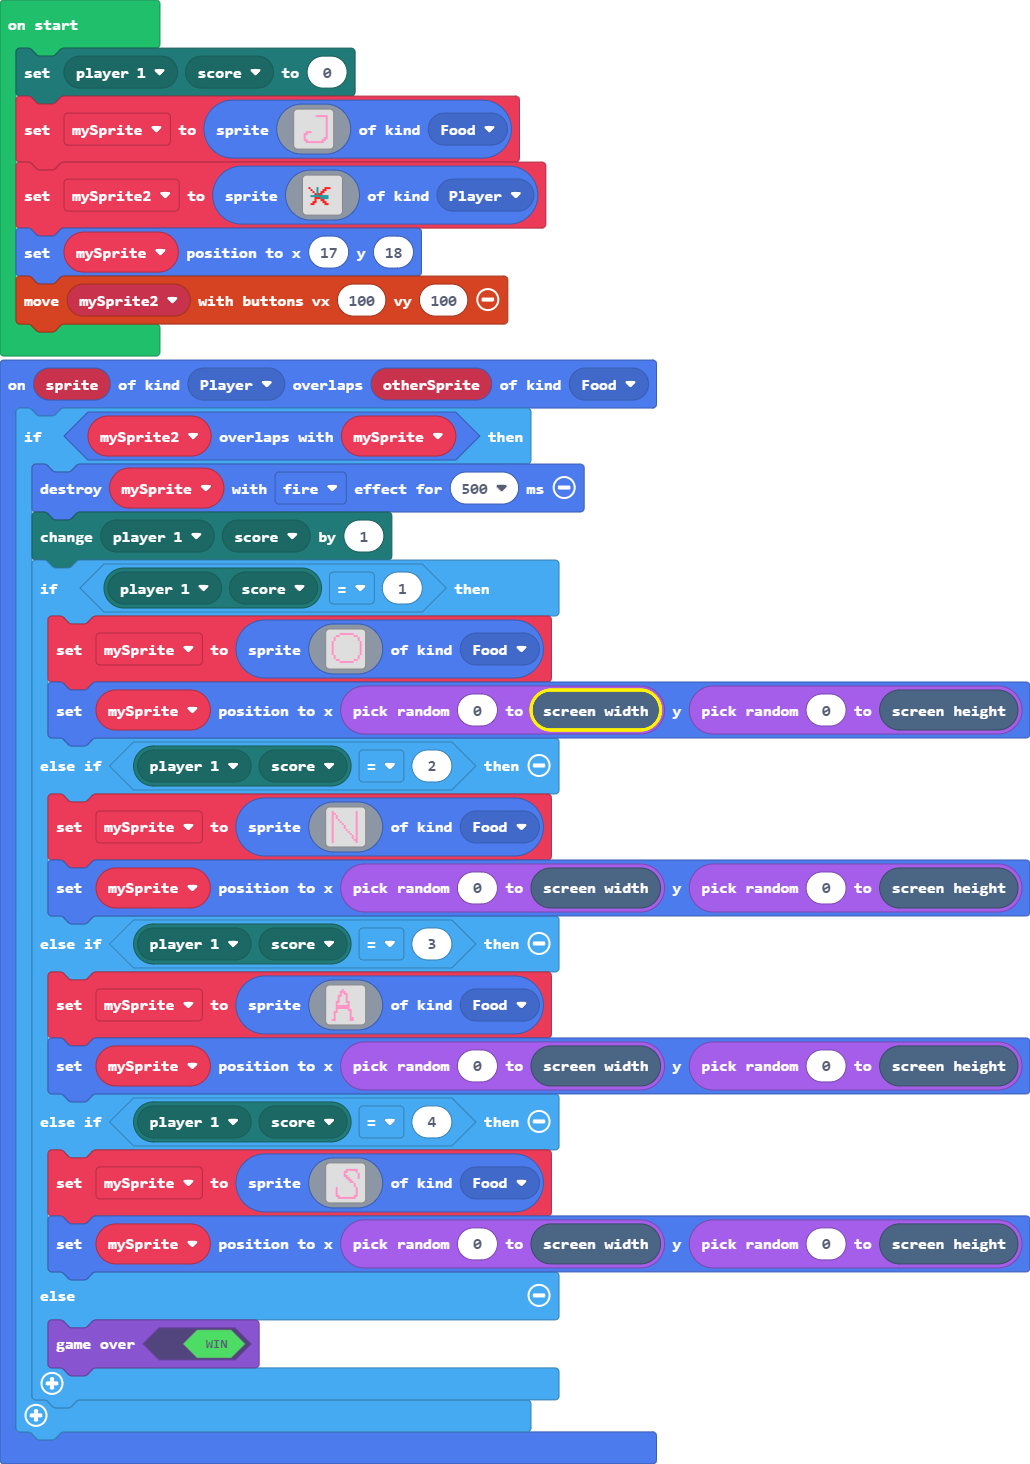 on start
set player 1 score to 0
set mySprite to sprite J of kind Food
set mySprite2 to sprite of kind Player
set mySprite position to x 17 y 18
move mySprite2 with buttons vx 100 vy 100
on sprite of kind Player overlaps otherSprite of kind Food
if mySprite2 overlaps with mySprite then
destroy mySprite with fire effect for 500 ms
change player 1 score by 1
if player 1 score = 1 then
set mySprite to sprite O of kind Food
set mySprite position to x pick random 0 to screen width y pick random 0 to screen height
else if player 1 score = 2 then
set mySprite to sprite N of kind Food
set mySprite position to x pick random 0 to screen width y pick random 0 to screen height
else if player 1 score = 3 then
set mySprite to sprite A of kind Food
set mySprite position to x pick random 0 to screen width y pick random 0 to screen height
else if player 1 score = 4 then
set mySprite to sprite S of kind Food
set mySprite position to x pick random 0 to screen width y pick random 0 to screen height
else
game over WIN